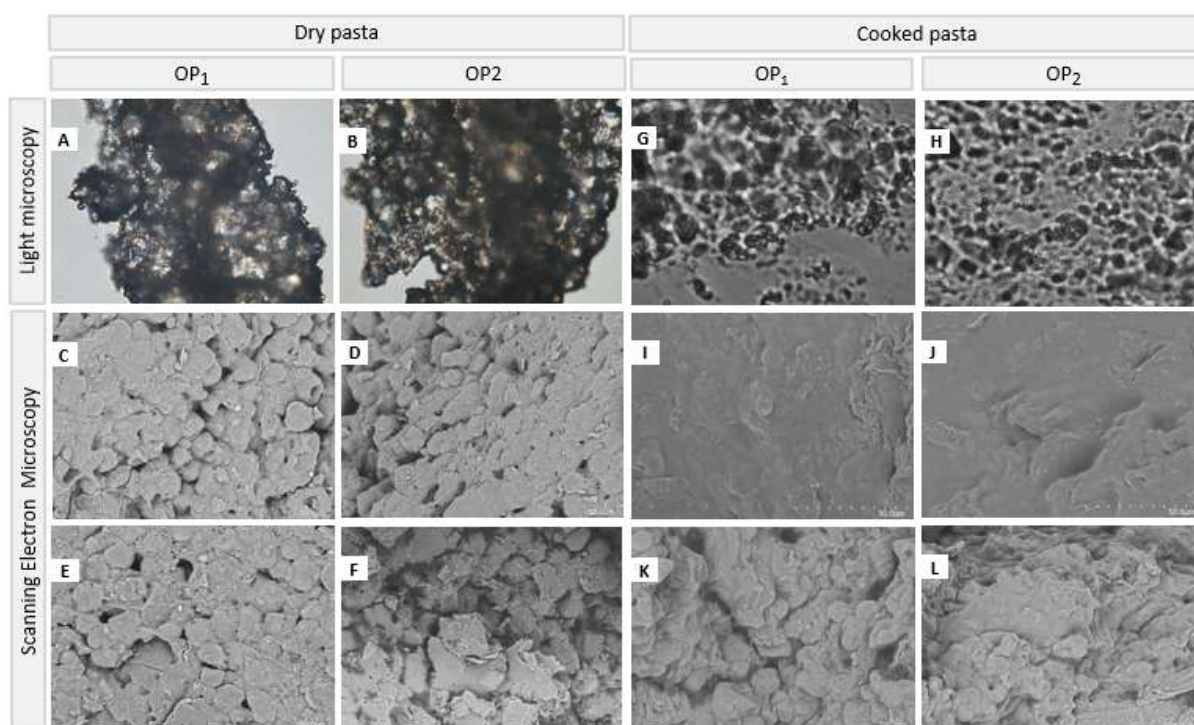 Dry pasta
Cooked pasta
OP₁
OP2
OP₁
OP₂
Light microscopy
A
B
G
H
Scanning Electron Microscopy
C
D
I
J
E
F
K
L